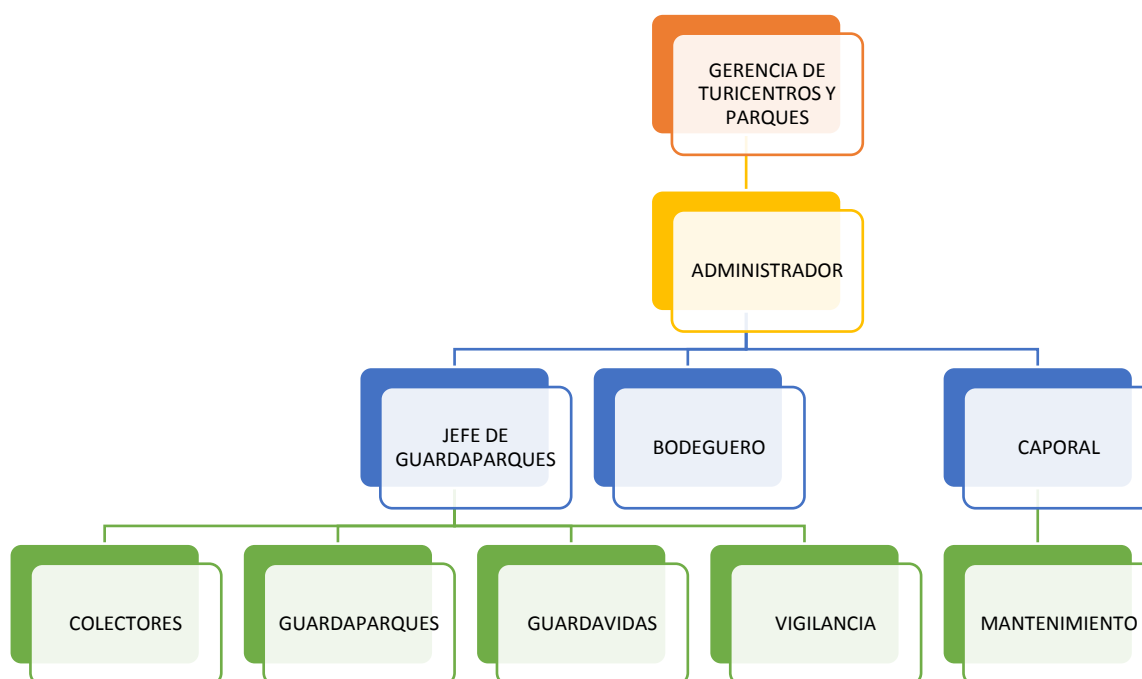 GERENCIA DE
TURICENTROS Y
PARQUES
ADMINISTRADOR
JEFE DE
GUARDAPARQUES
BODEGUERO
CAPORAL
COLECTORES
GUARDAPARQUES
GUARDAVIDAS
VIGILANCIA
MANTENIMIENTO